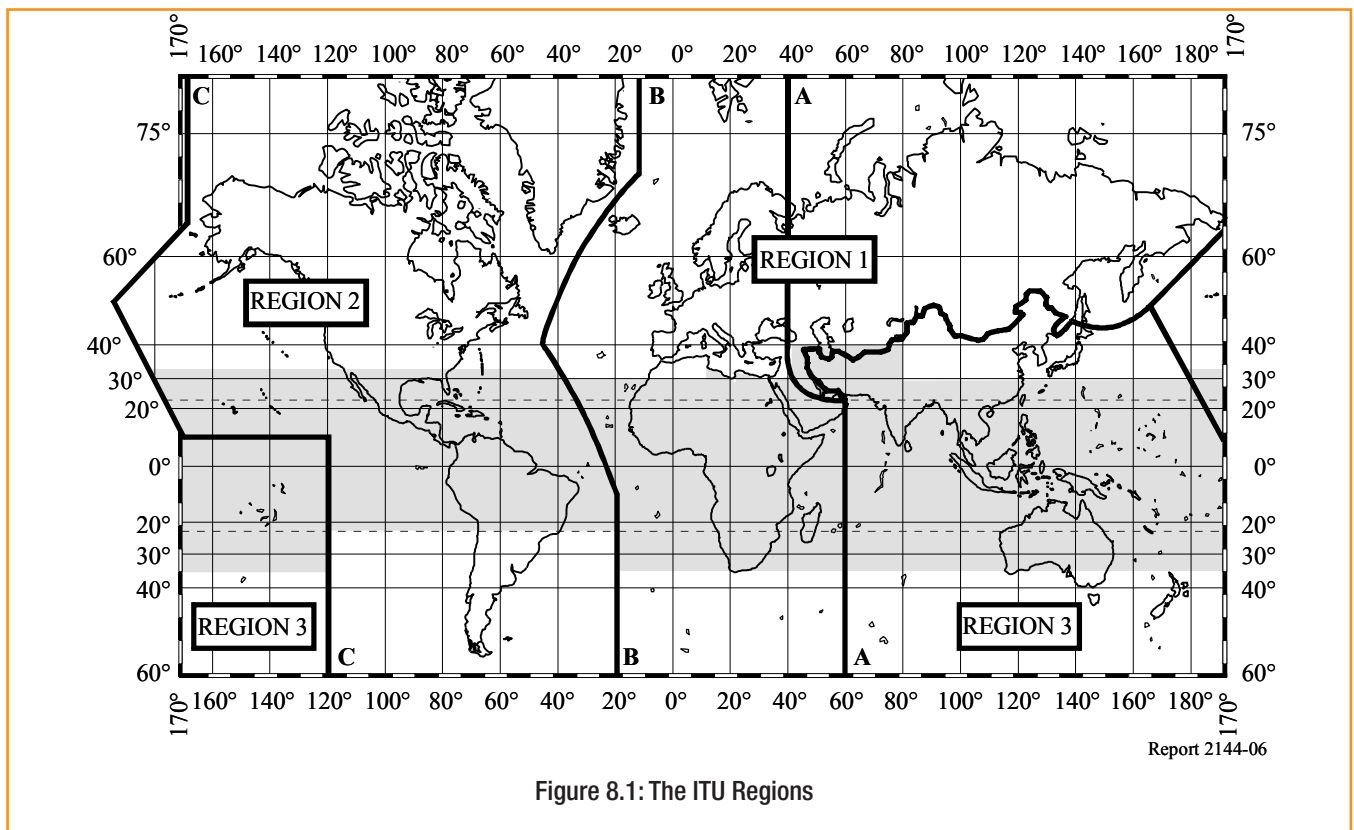 170° 160° 140° 120° 100° 80° 60° 40° 20° 0° 20° 40° 60° 80° 100° 120° 140° 160° 180° 170°
C B A
75° 75°
60° 60°
REGION 1
REGION 2
40° 40°
30° 30°
20° 20°
0° 0°
20° 20°
30° 30°
40° 40°
REGION 3 REGION 3
C B A
60° 60°
170° 160° 140° 120° 100° 80° 60° 40° 20° 0° 20° 40° 60° 80° 100° 120° 140° 160° 180° 170°
Report 2144-06
Figure 8.1: The ITU Regions